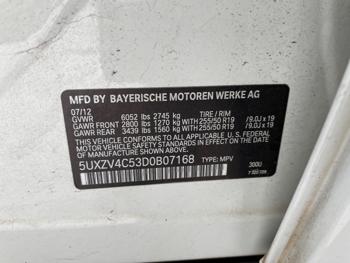 MFD BY BAYERISCHE MOTOREN WERKE AG
07/12
GVWR 6052 lbs 2745 kg TIRE / RIM
GAWR FRONT 2800 lbs 1270 kg 255/50 R19 /9.0J x 19
GAWR REAR 3439 lbs 1560 kg 255/50 R19 /9.0J x 19
THIS VEHICLE CONFORMS TO ALL APPLICABLE U.S. FEDERAL
MOTOR VEHICLE SAFETY STANDARDS IN EFFECT ON THE DATE
OF MANUFACTURE SHOWN ABOVE
5UXZV4C53D0B07168 TYPE: MPV 300U